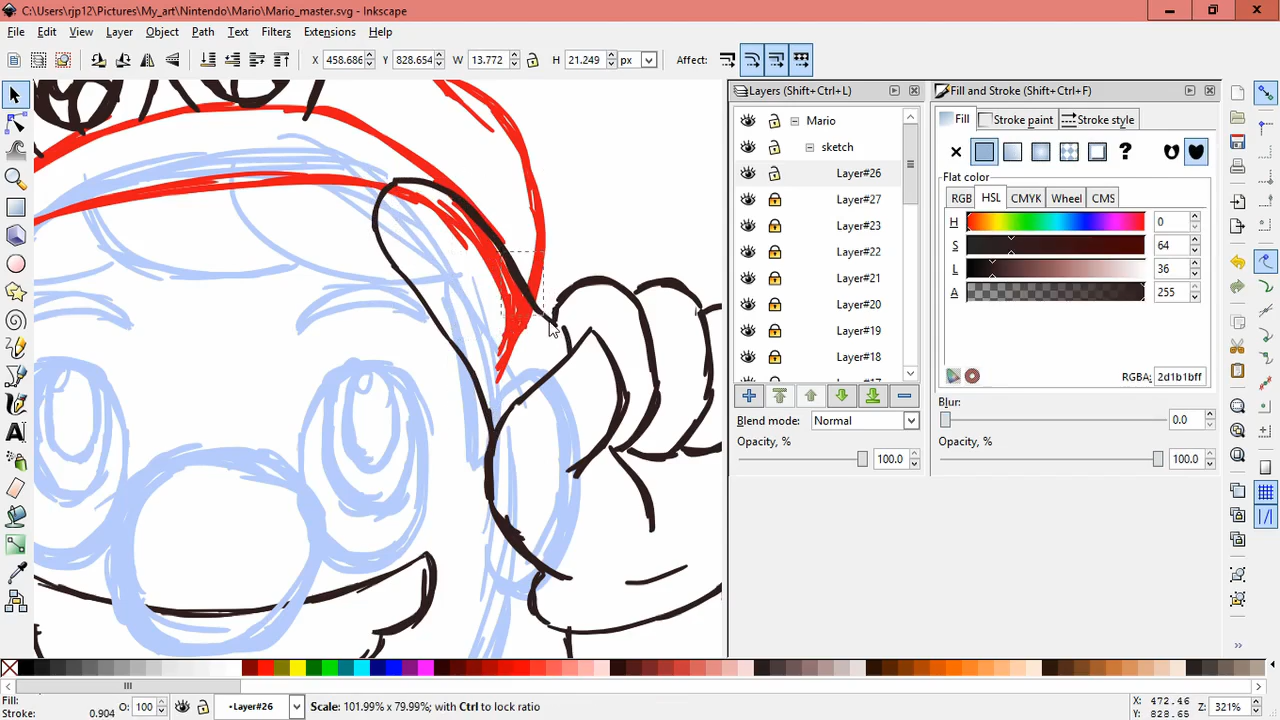 C:\Users\rjp12\Pictures\My_art\Nintendo\Mario\Mario_master.svg - Inkscape
File Edit View Layer Object Path Filters Text Extensions Help
X 458.686 Y 828.654 W 13.772 H 21.249 px Affect:
Layers (Shift+Ctrl+L)
Mario
sketch
Layer#26
Layer#27
Layer#23
Layer#22
Layer#21
Layer#20
Layer#19
Layer#18
Blend mode: Normal
Opacity, % 100.0
Fill and Stroke (Shift+Ctrl+F)
Fill Stroke paint Stroke style
?
Flat color
RGB HSL CMYK Wheel CMS
H 0
S 64
L 36
A 255
RGBA: 2d1b1bff
Blur:
0.0
Opacity, %
100.0
Fill:
Stroke: 0.904 O: 100 •Layer#26 Scale: 101.99% x 79.99%; with Ctrl to lock ratio
X: 472.46
Y: 828.65
Z: 321%